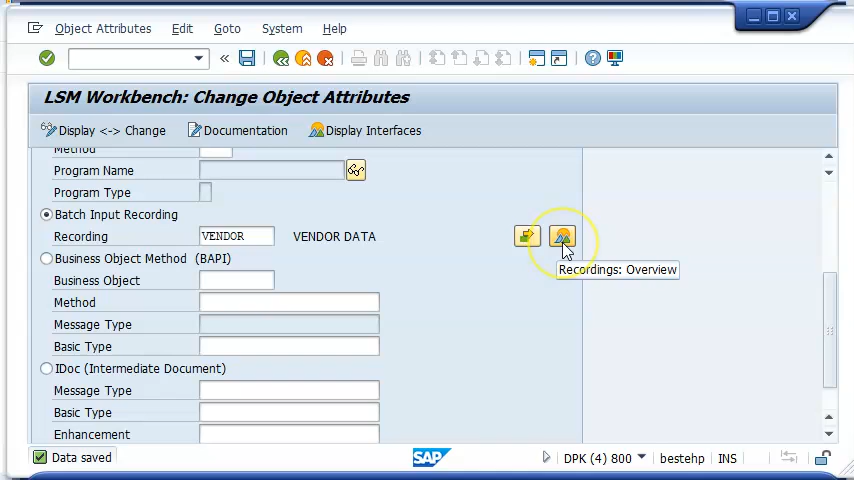 Object Attributes Edit Goto System Help
LSM Workbench: Change Object Attributes
Display <-> Change Documentation Display Interfaces
Method
Program Name
Program Type
Batch Input Recording
Recording VENDOR VENDOR DATA
Recordings: Overview
Business Object Method (BAPI)
Business Object
Method
Message Type
Basic Type
IDoc (Intermediate Document)
Message Type
Basic Type
Enhancement
Data saved SAP DPK (4) 800 bestehp INS